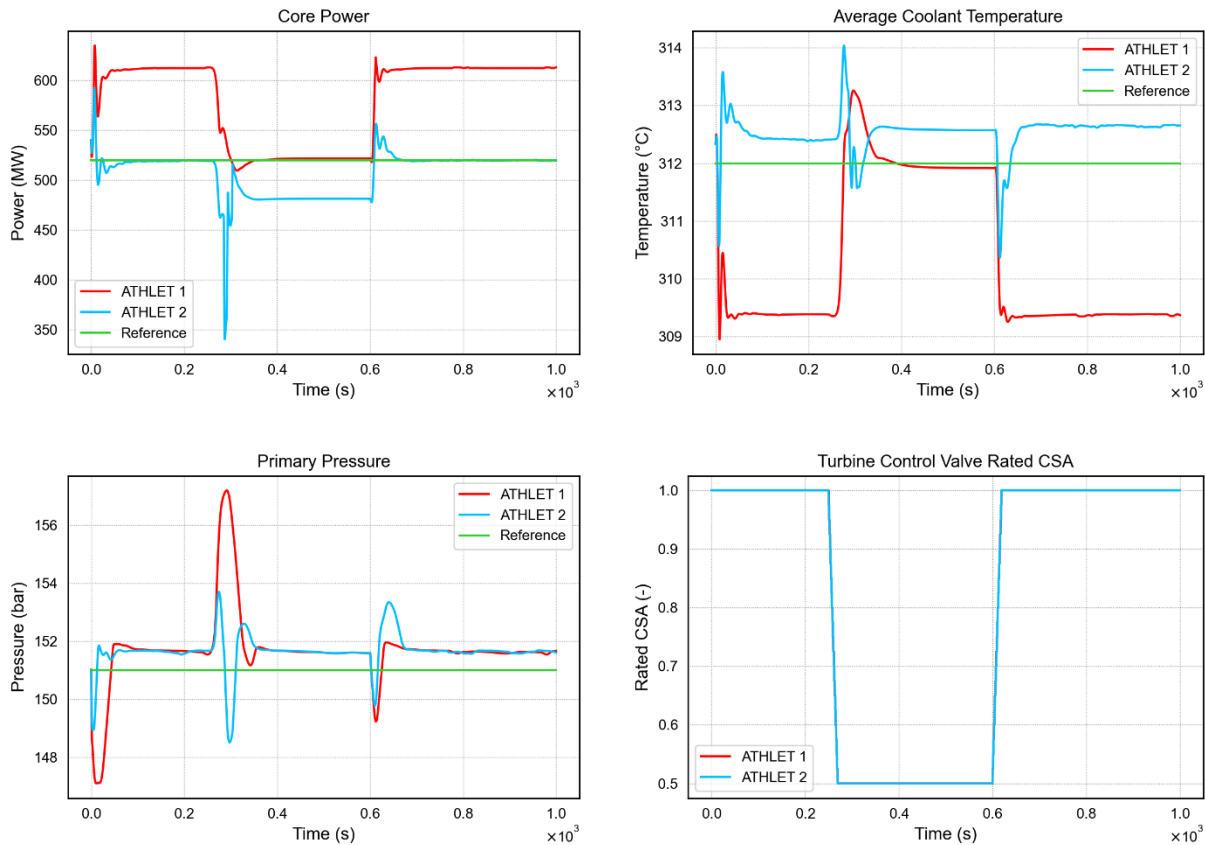 Core Power
Power (MW)
600
550
500
450
400
350
ATHLET 1
ATHLET 2
Reference
0.0 0.2 0.4 0.6 0.8 1.0
Time (s)
×10³
Average Coolant Temperature
Temperature (°C)
314
313
312
311
310
309
ATHLET 1
ATHLET 2
Reference
0.0 0.2 0.4 0.6 0.8 1.0
Time (s)
×10³
Primary Pressure
Pressure (bar)
156
154
152
150
148
ATHLET 1
ATHLET 2
Reference
0.0 0.2 0.4 0.6 0.8 1.0
Time (s)
×10³
Turbine Control Valve Rated CSA
Rated CSA (-)
1.0
0.9
0.8
0.7
0.6
0.5
ATHLET 1
ATHLET 2
0.0 0.2 0.4 0.6 0.8 1.0
Time (s)
×10³